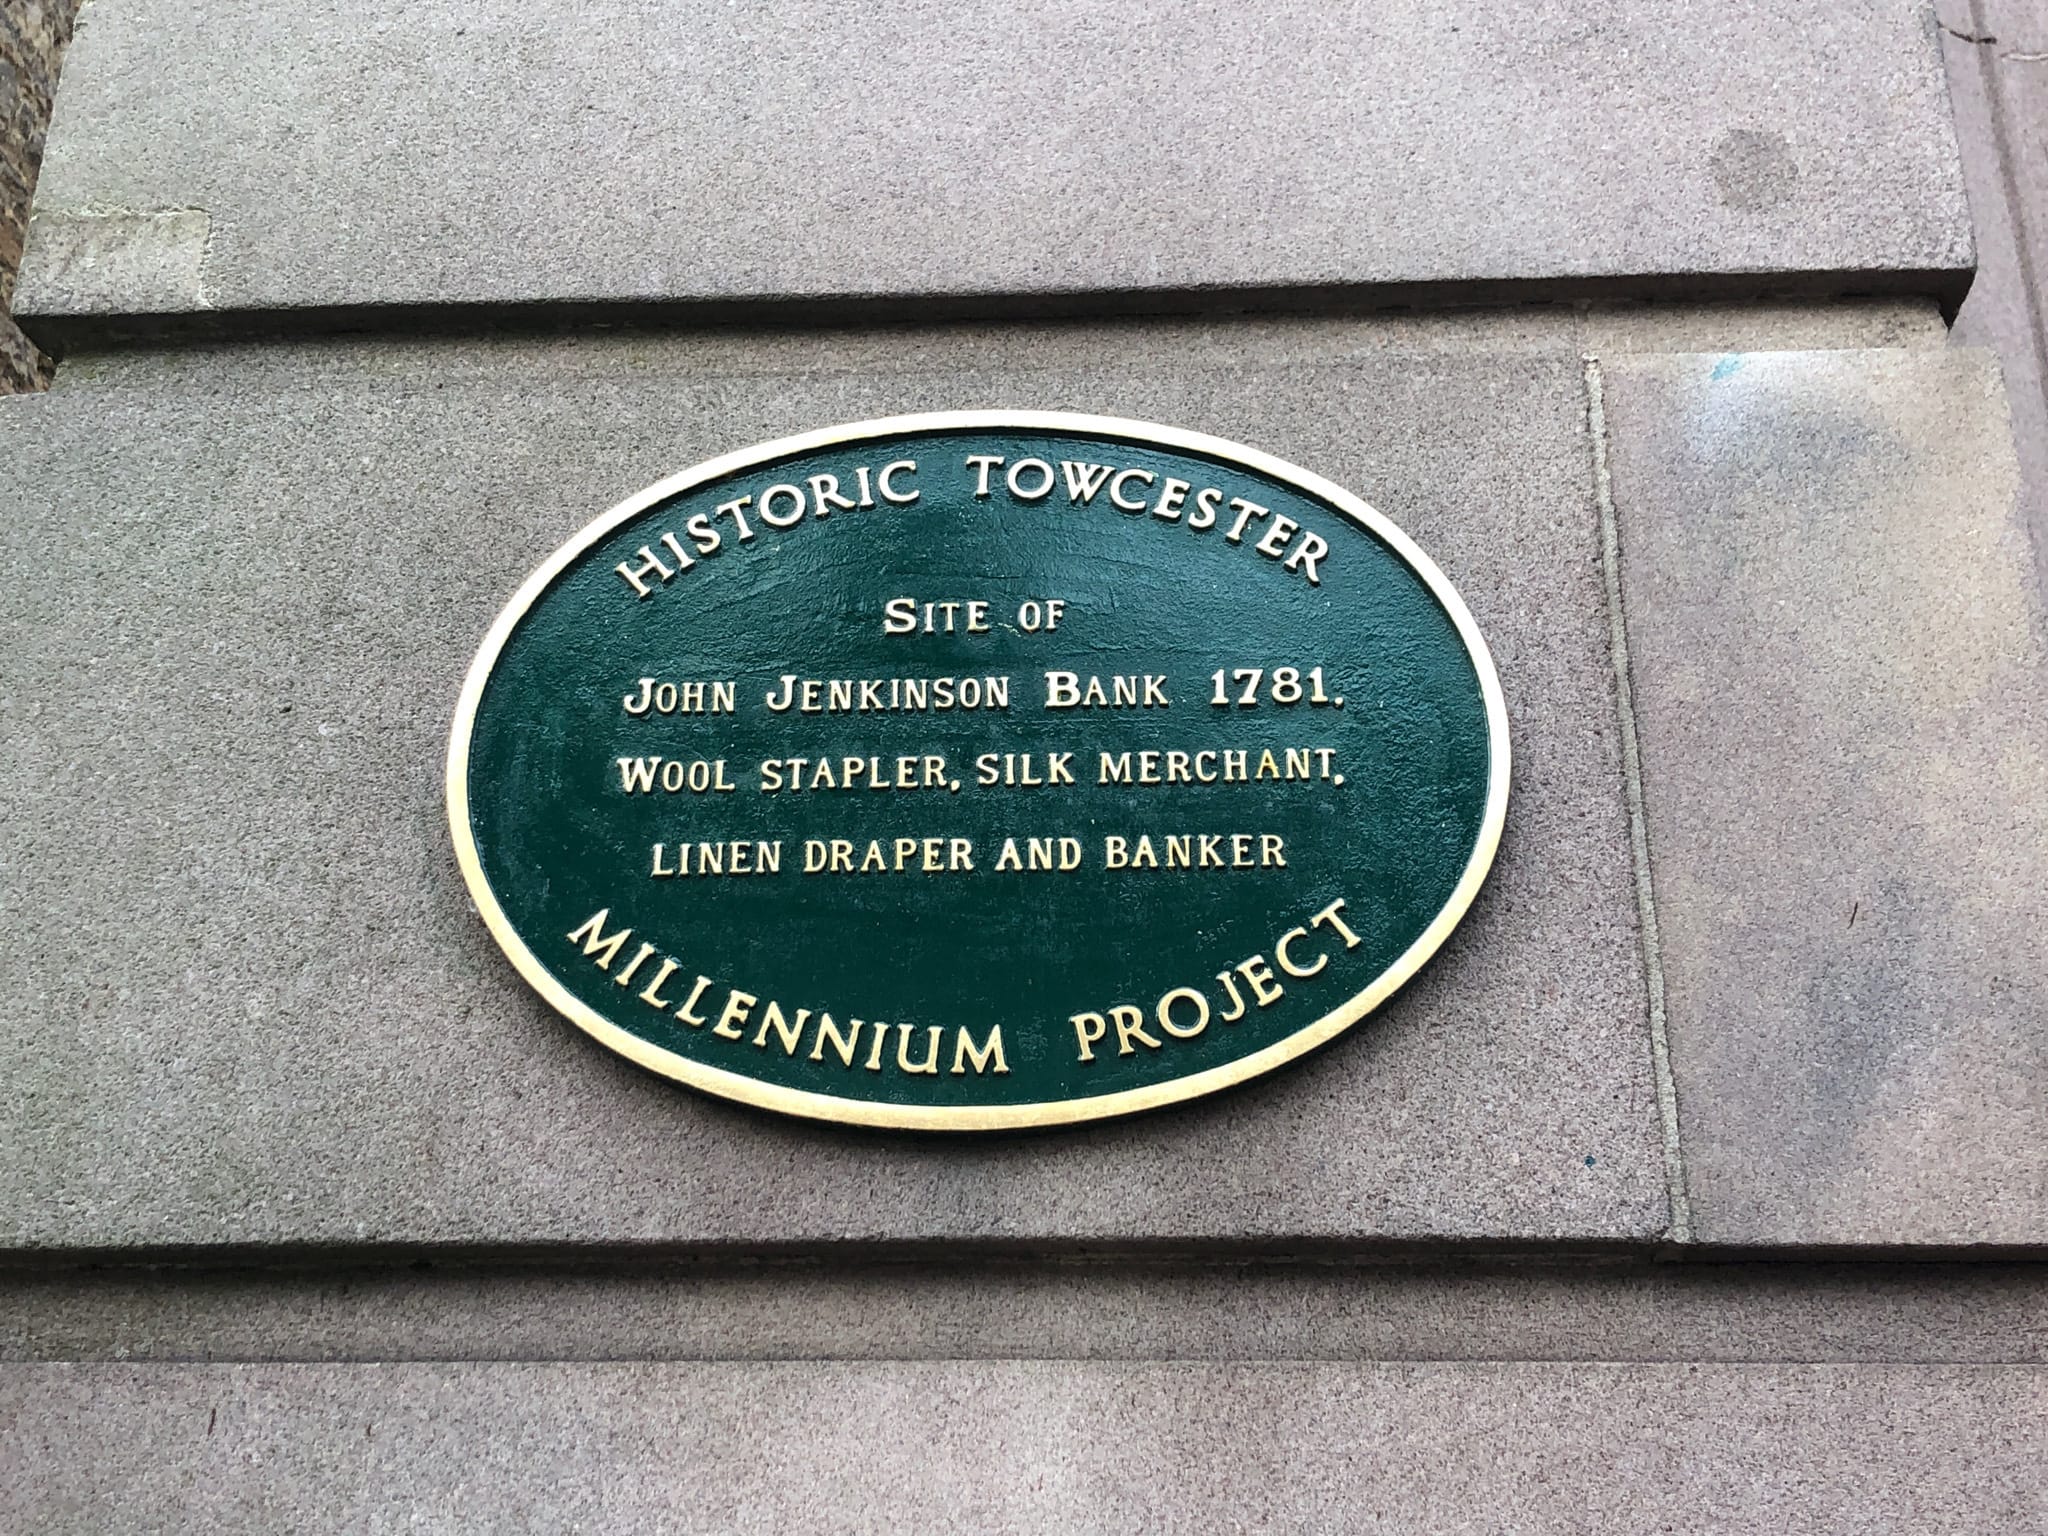 HISTORIC TOWCESTER
SITE OF
JOHN JENKINSON BANK 1781.
WOOL STAPLER, SILK MERCHANT,
LINEN DRAPER AND BANKER
MILLENNIUM PROJECT